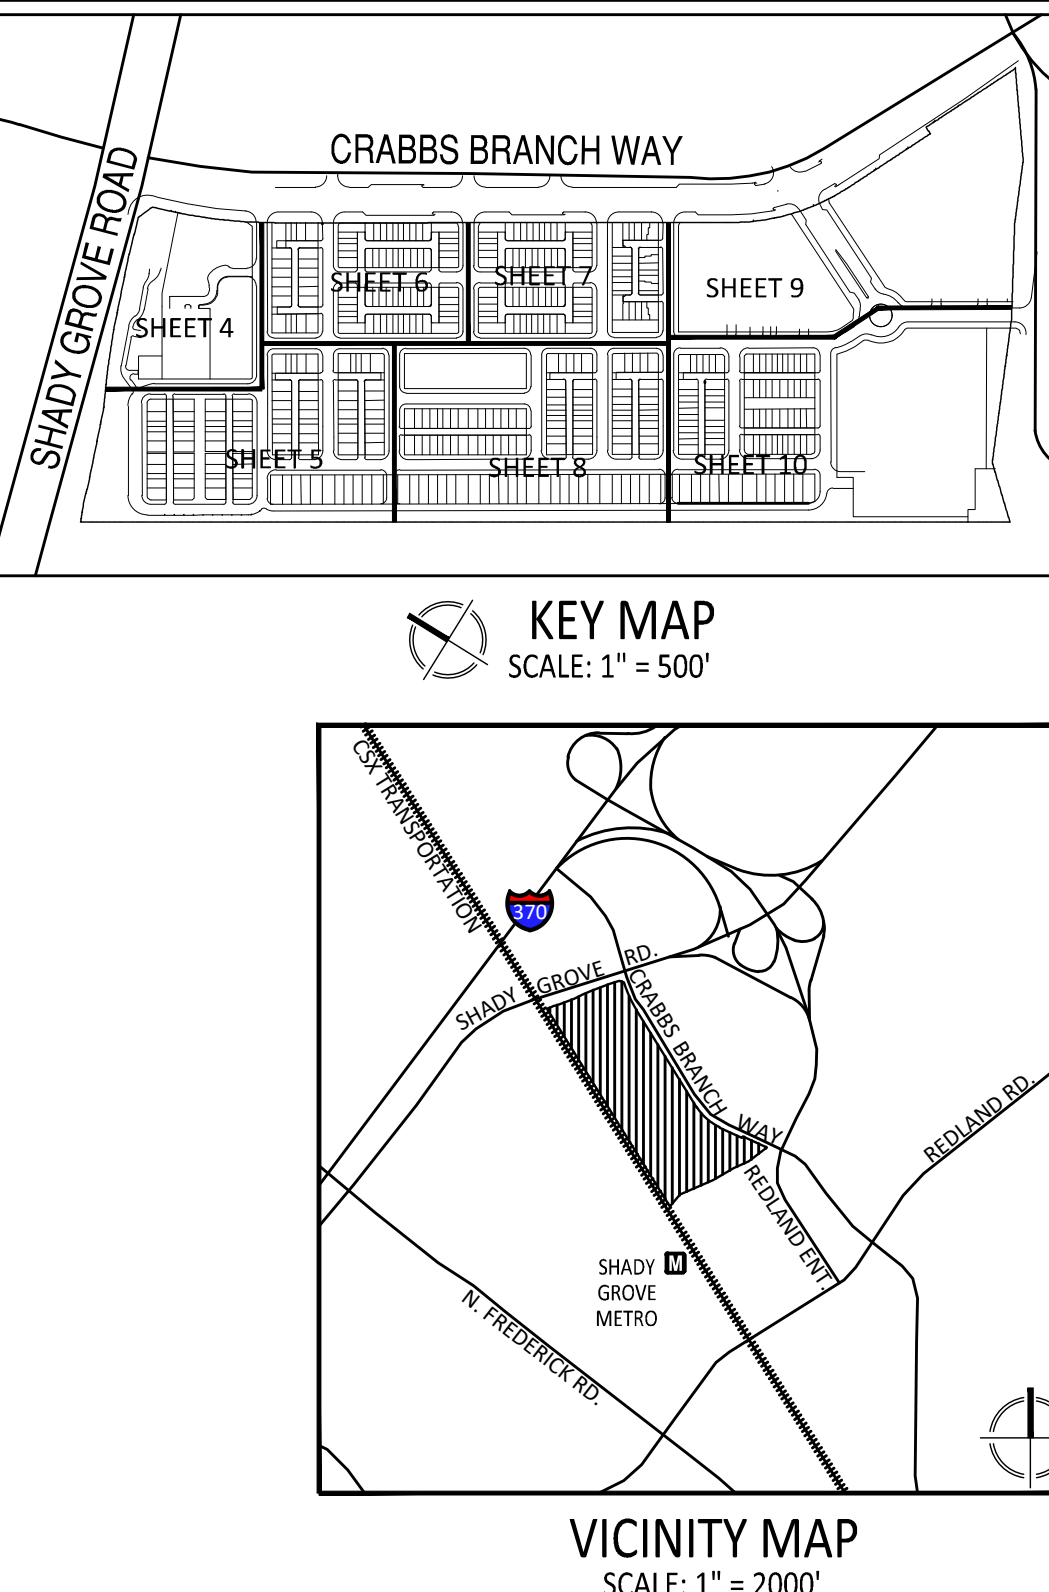 CRABBS BRANCH WAY
SHADY GROVE ROAD
SHEET 6
SHEET 7
SHEET 9
SHEET 4
SHEET 5
SHEET 8
SHEET 10
KEY MAP
SCALE: 1" = 500'
CSX TRANSPORTATION
370
SHADY GROVE RD.
CRABBS BRANCH WAY
REDLAND RD.
REDLAND ENT.
SHADY M
GROVE
METRO
N. FREDERICK RD.
VICINITY MAP
SCALE: 1" = 2000'